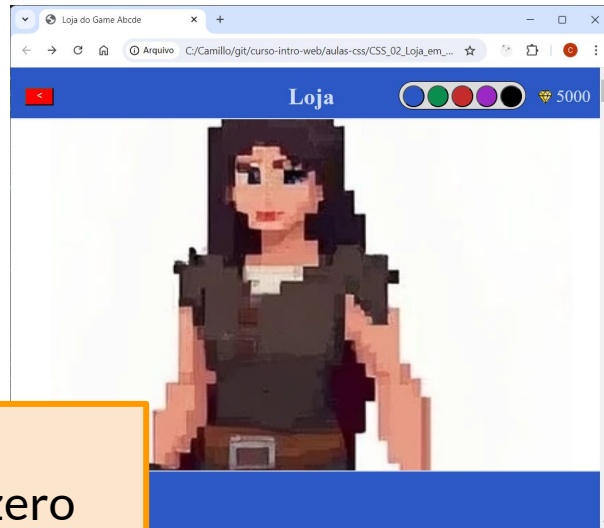 Loja do Game Abcde
Arquivo C:/Camillo/git/curso-intro-web/aulas-css/CSS_02_Loja_em_...
C
<
Loja
5000
zero